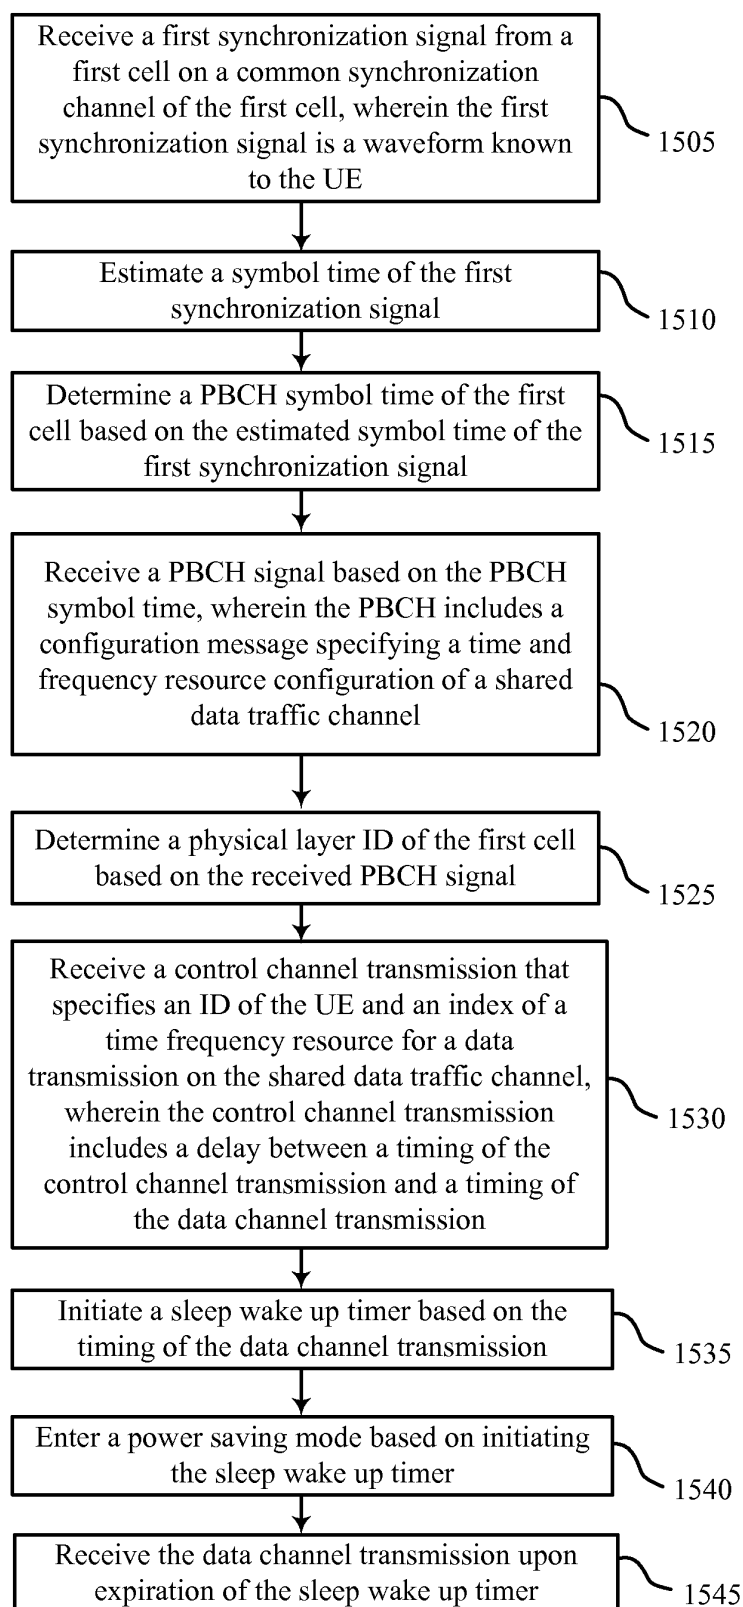 Receive a first synchronization signal from a
first cell on a common synchronization
channel of the first cell, wherein the first
synchronization signal is a waveform known
to the UE
1505
Estimate a symbol time of the first
synchronization signal
1510
Determine a PBCH symbol time of the first
cell based on the estimated symbol time of the
first synchronization signal
1515
Receive a PBCH signal based on the PBCH
symbol time, wherein the PBCH includes a
configuration message specifying a time and
frequency resource configuration of a shared
data traffic channel
1520
Determine a physical layer ID of the first cell
based on the received PBCH signal
1525
Receive a control channel transmission that
specifies an ID of the UE and an index of a
time frequency resource for a data
transmission on the shared data traffic channel,
wherein the control channel transmission
includes a delay between a timing of the
control channel transmission and a timing of
the data channel transmission
1530
Initiate a sleep wake up timer based on the
timing of the data channel transmission
1535
Enter a power saving mode based on initiating
the sleep wake up timer
1540
Receive the data channel transmission upon
expiration of the sleep wake up timer
1545